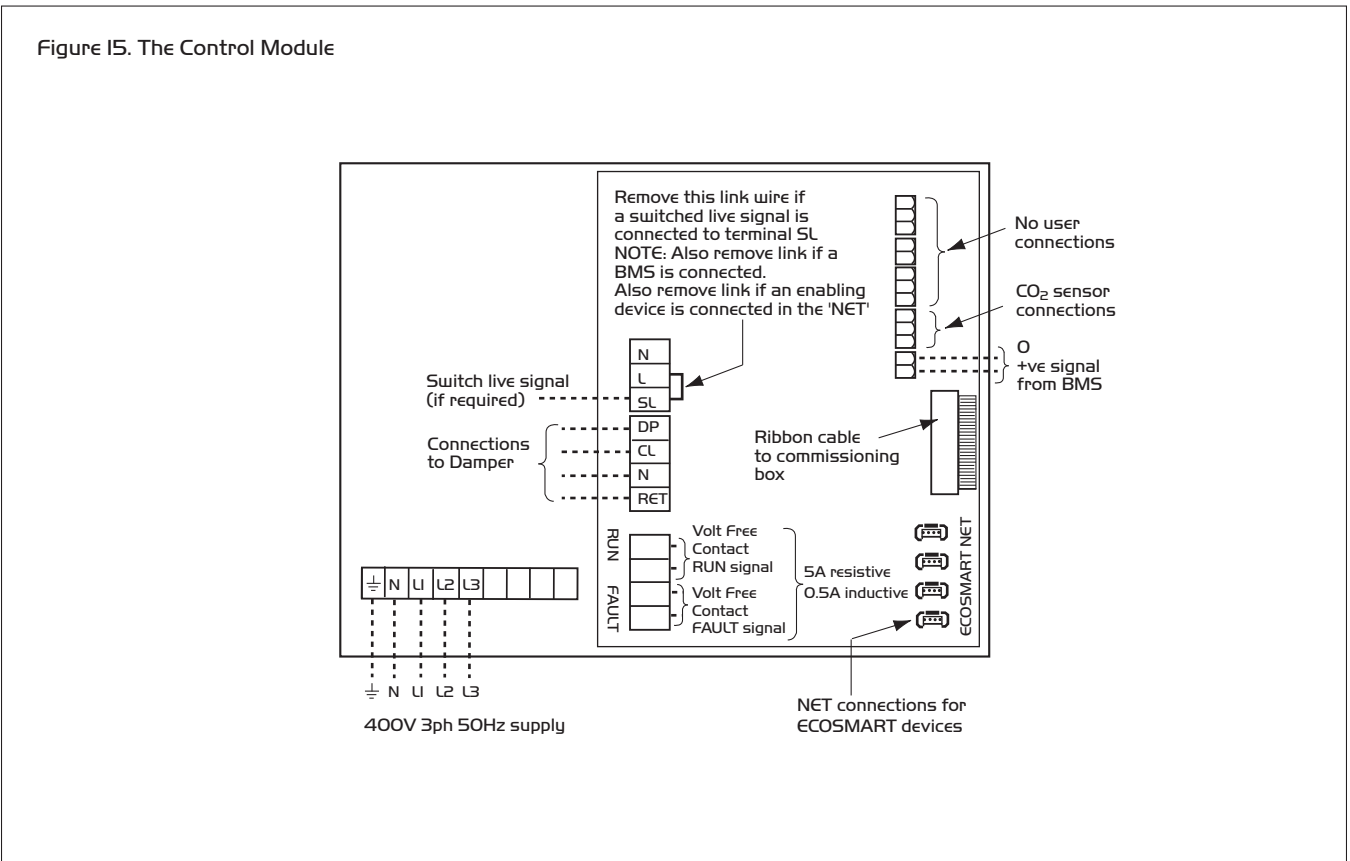 Figure 15. The Control Module
Remove this link wire if
a switched live signal is
connected to terminal SL
NOTE: Also remove link if a
BMS is connected.
Also remove link if an enabling
device is connected in the 'NET'
No user
connections
CO₂ sensor
connections
0
+ve signal
from BMS
N
L
SL
Switch live signal
(if required)
DP
CL
N
RET
Connections
to Damper
Ribbon cable
to commissioning
box
RUN
FAULT
Volt Free
Contact
RUN signal
Volt Free
Contact
FAULT signal
5A resistive
0.5A inductive
ECOSMART NET
N L1 L2 L3
N L1 L2 L3
400V 3ph 50Hz supply
NET connections for
ECOSMART devices